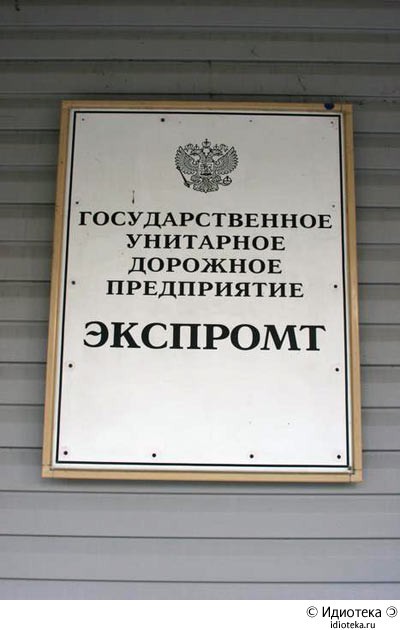 ГОСУДАРСТВЕННОЕ
УНИТАРНОЕ
ДОРОЖНОЕ
ПРЕДПРИЯТИЕ
ЭКСПРОМТ
© Идиотека Э
idioteka.ru